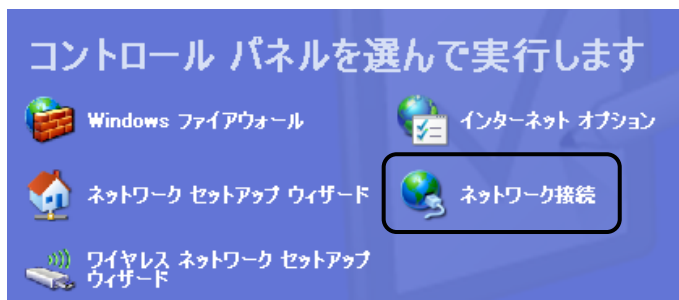 コントロール パネルを選んで実行します
Windows ファイアウォール
インターネット オプション
ネットワーク セットアップ ウィザード
ネットワーク接続
ワイヤレス ネットワーク セットアップ
ウィザード